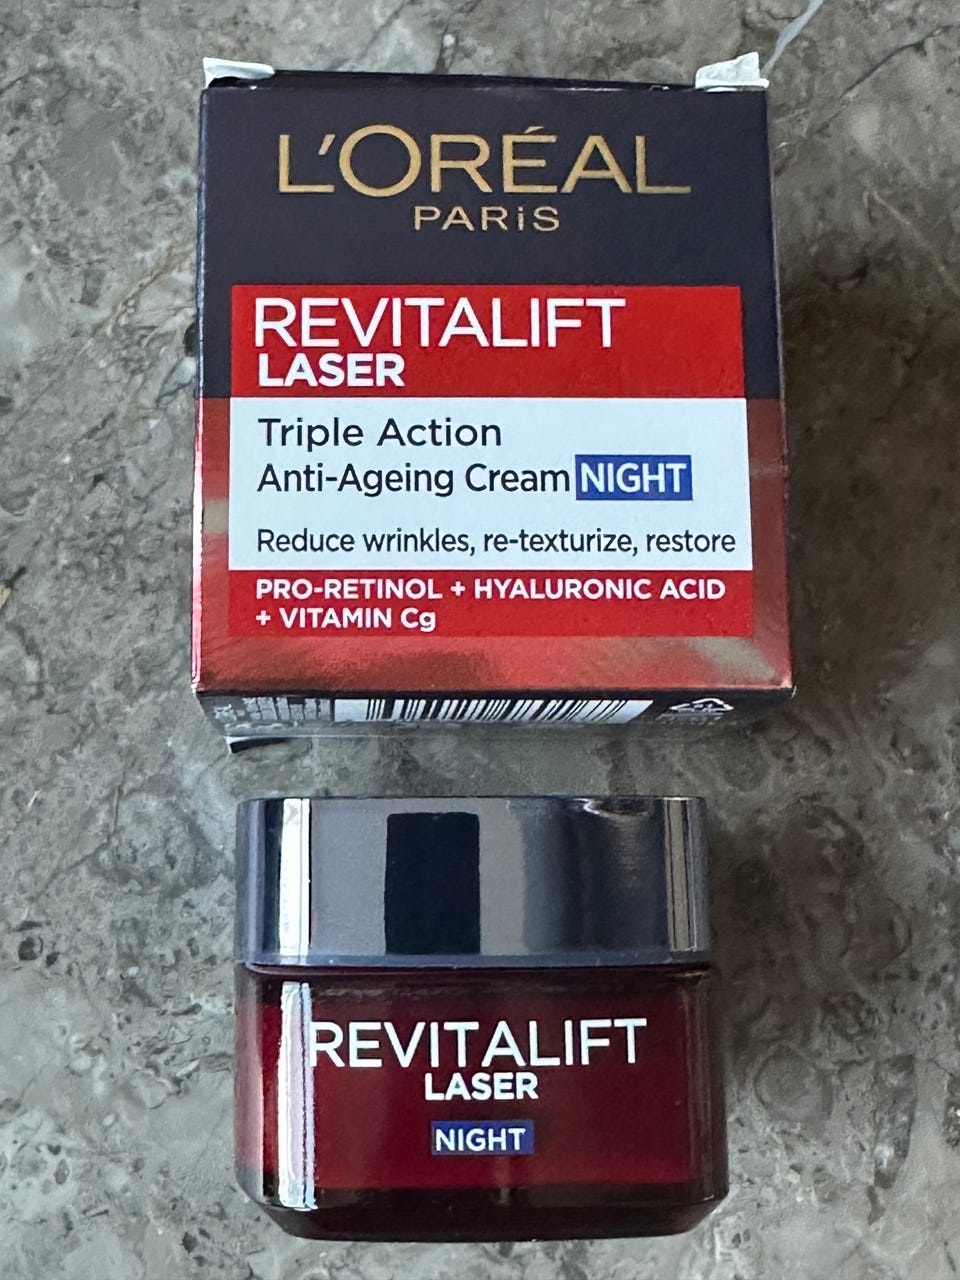 L'ORÉAL
PARiS
REVITALIFT
LASER
Triple Action
Anti-Ageing Cream NIGHT
Reduce wrinkles, re-texturize, restore
PRO-RETINOL + HYALURONIC ACID
+ VITAMIN Cg
REVITALIFT
LASER
NIGHT